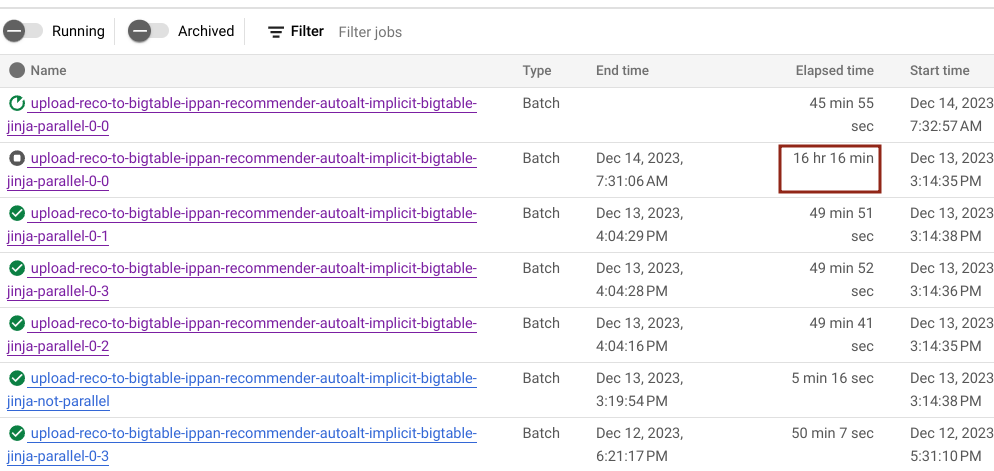 Running Archived Filter Filter jobs
Name Type End time Elapsed time Start time
upload-reco-to-bigtable-ippan-recommender-autoalt-implicit-bigtable- Batch 45 min 55 Dec 14, 2023
jinja-parallel-0-0 sec 7:32:57 AM
upload-reco-to-bigtable-ippan-recommender-autoalt-implicit-bigtable- Batch Dec 14, 2023, 16 hr 16 min Dec 13, 2023
jinja-parallel-0-0 7:31:06 AM 3:14:35 PM
upload-reco-to-bigtable-ippan-recommender-autoalt-implicit-bigtable- Batch Dec 13, 2023, 49 min 51 Dec 13, 2023
jinja-parallel-0-1 4:04:29 PM sec 3:14:38 PM
upload-reco-to-bigtable-ippan-recommender-autoalt-implicit-bigtable- Batch Dec 13, 2023, 49 min 52 Dec 13, 2023
jinja-parallel-0-3 4:04:28 PM sec 3:14:36 PM
upload-reco-to-bigtable-ippan-recommender-autoalt-implicit-bigtable- Batch Dec 13, 2023, 49 min 41 Dec 13, 2023
jinja-parallel-0-2 4:04:16 PM sec 3:14:35 PM
upload-reco-to-bigtable-ippan-recommender-autoalt-implicit-bigtable- Batch Dec 13, 2023, 5 min 16 sec Dec 13, 2023
jinja-not-parallel 3:19:54 PM 3:14:38 PM
upload-reco-to-bigtable-ippan-recommender-autoalt-implicit-bigtable- Batch Dec 12, 2023, 50 min 7 sec Dec 12, 2023
jinja-parallel-0-3 6:21:17 PM 5:31:10 PM